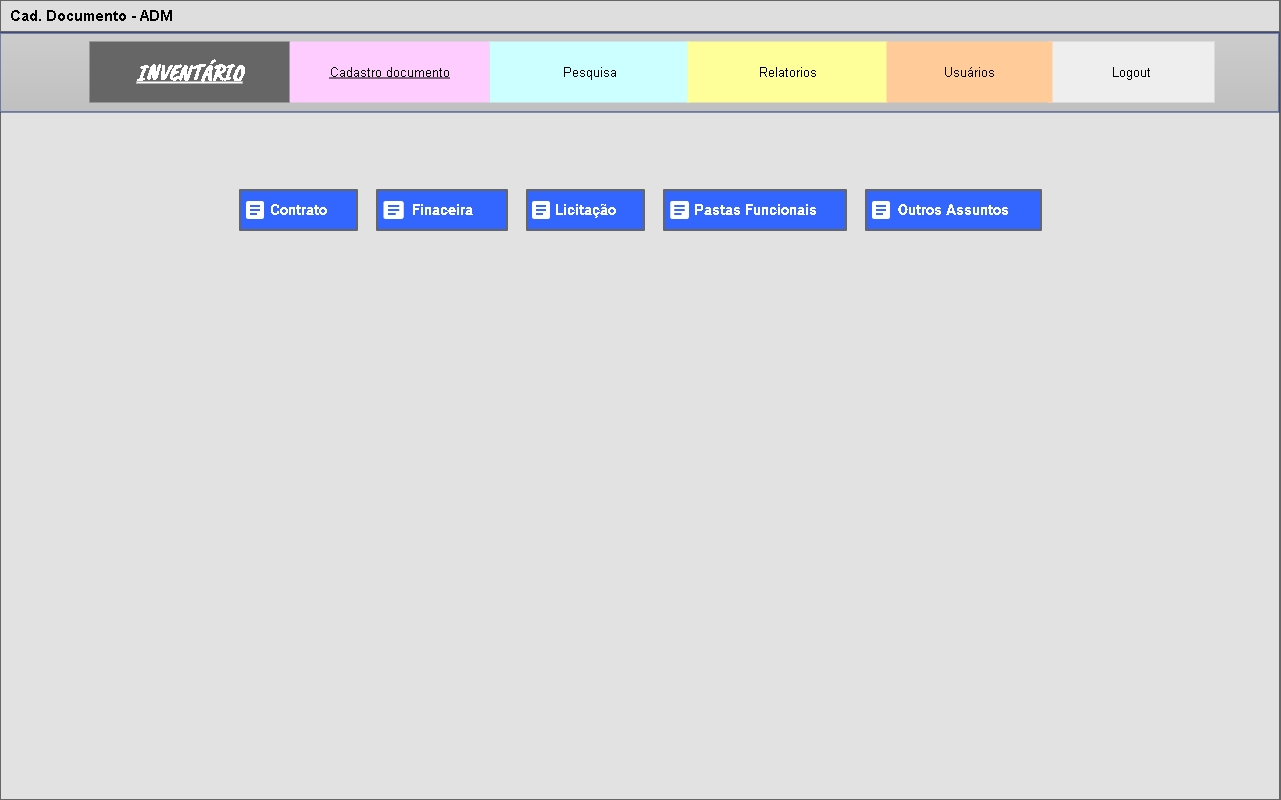 Cad. Documento - ADM
INVENTÁRIO Cadastro documento Pesquisa Relatorios Usuários Logout
Contrato Finaceira Licitação Pastas Funcionais Outros Assuntos